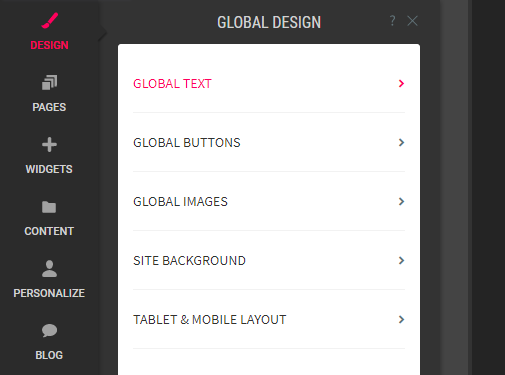 GLOBAL DESIGN
?
DESIGN
PAGES
WIDGETS
CONTENT
PERSONALIZE
BLOG
GLOBAL TEXT
GLOBAL BUTTONS
GLOBAL IMAGES
SITE BACKGROUND
TABLET & MOBILE LAYOUT